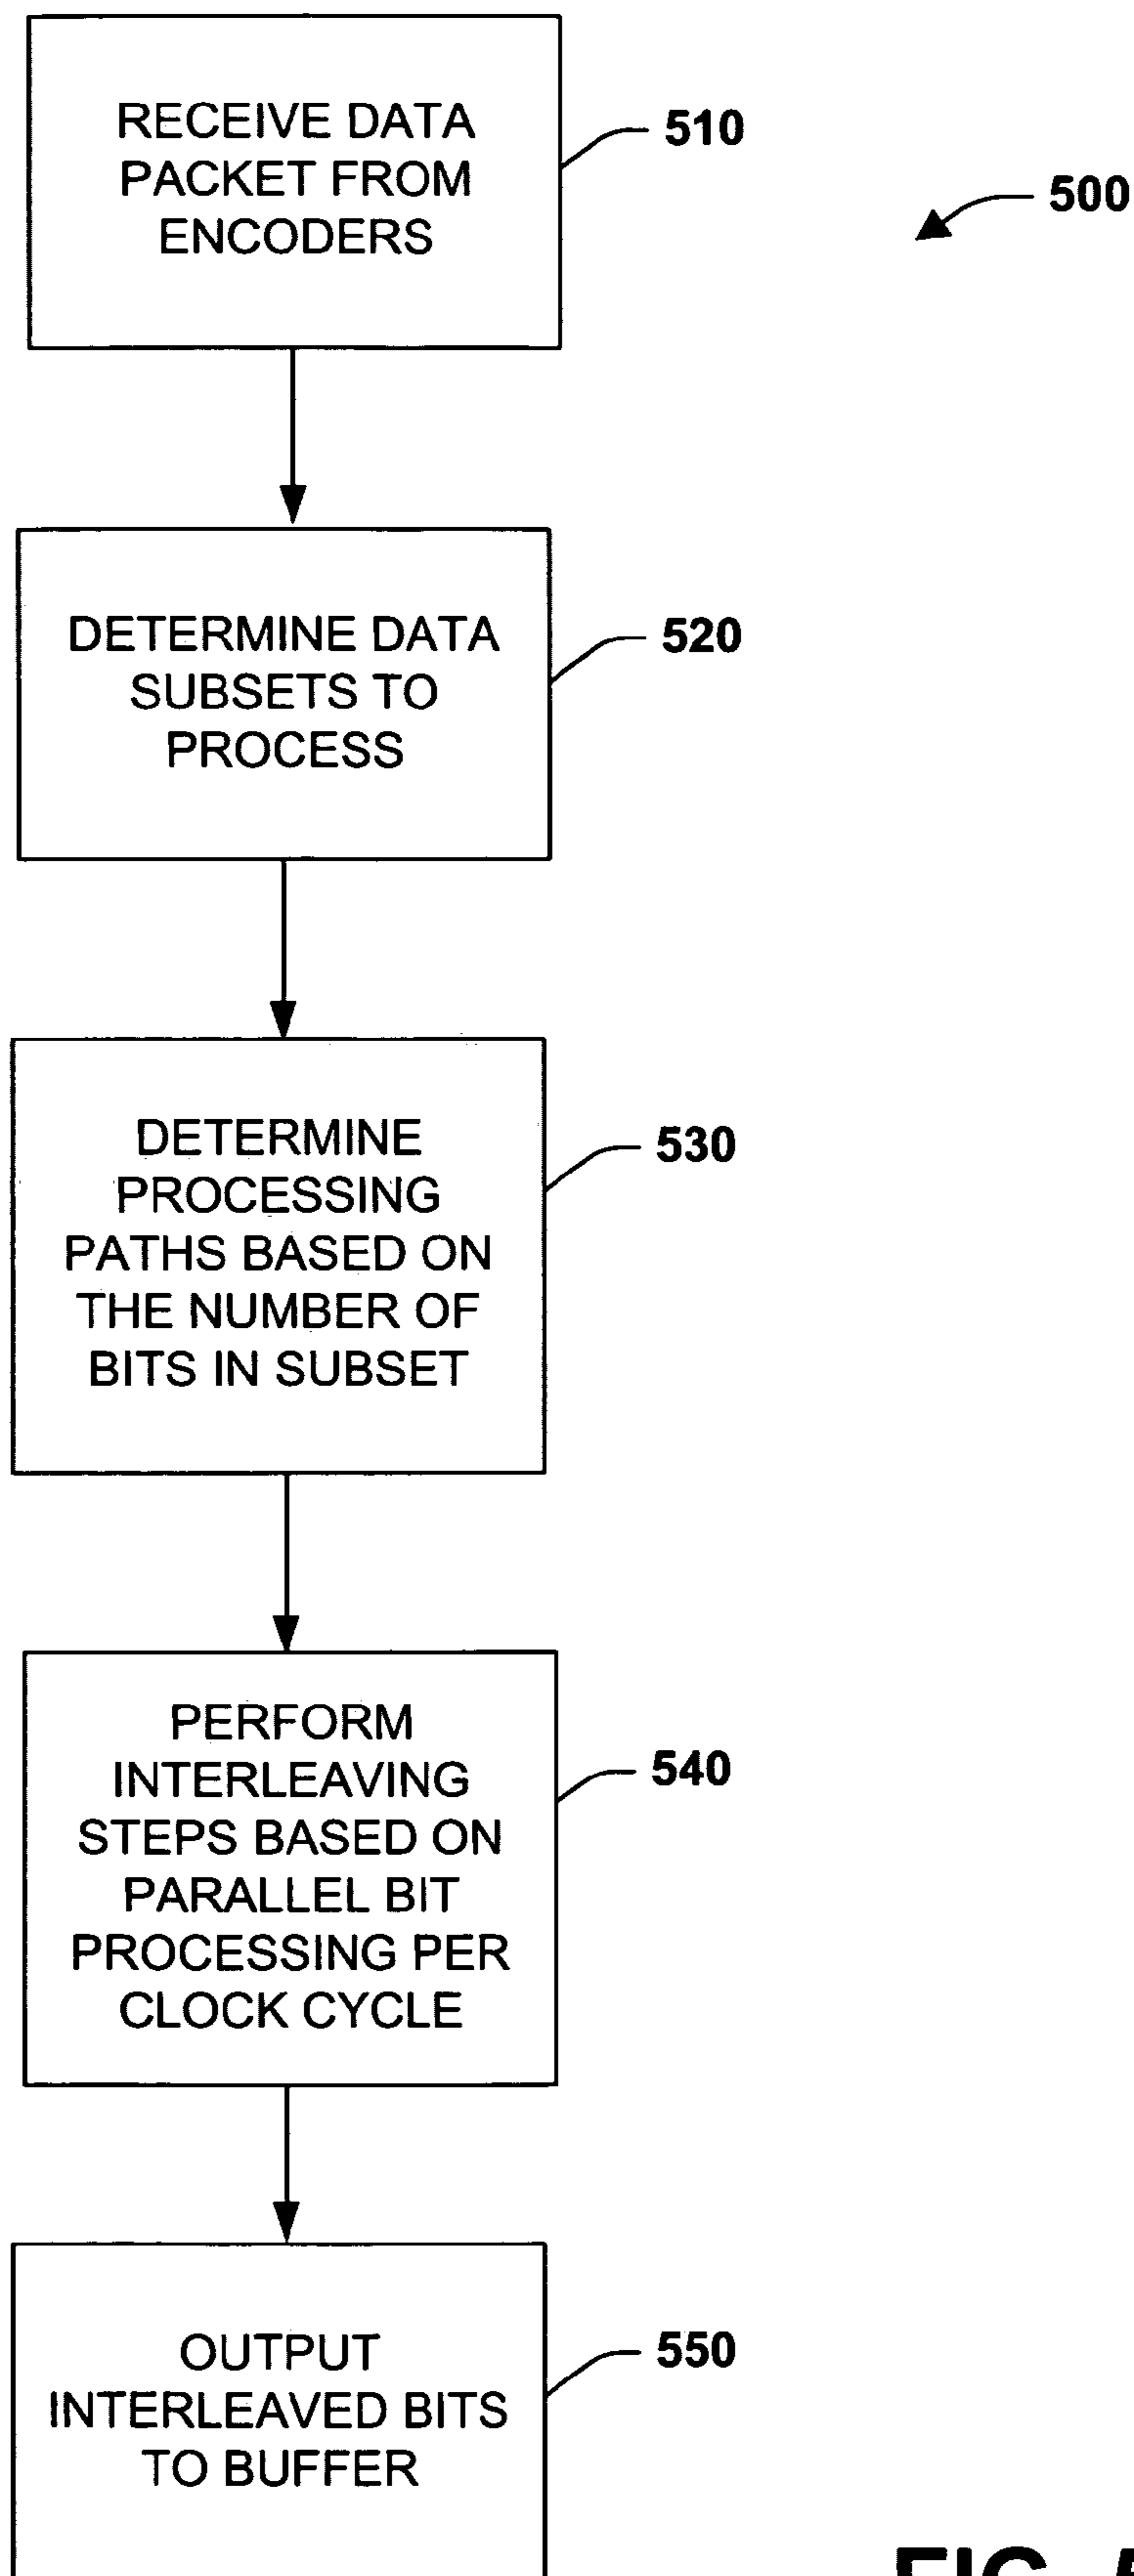 RECEIVE DATA
PACKET FROM
ENCODERS
510
500
DETERMINE DATA
SUBSETS TO
PROCESS
520
DETERMINE
PROCESSING
PATHS BASED ON
THE NUMBER OF
BITS IN SUBSET
530
PERFORM
INTERLEAVING
STEPS BASED ON
PARALLEL BIT
PROCESSING PER
CLOCK CYCLE
540
OUTPUT
INTERLEAVED BITS
TO BUFFER
550
FIG.